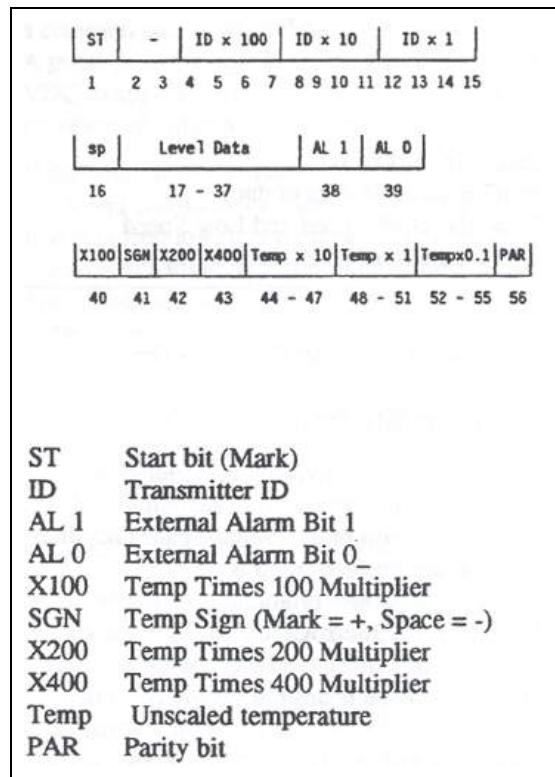 ST - ID x 100 ID x 10 ID x 1
1 2 3 4 5 6 7 8 9 10 11 12 13 14 15
sp Level Data AL 1 AL 0
16 17 - 37 38 39
X100 SGN X200 X400 Temp x 10 Temp x 1 Tempx0.1 PAR
40 41 42 43 44 - 47 48 - 51 52 - 55 56
ST Start bit (Mark)
ID Transmitter ID
AL 1 External Alarm Bit 1
AL 0 External Alarm Bit 0_
X100 Temp Times 100 Multiplier
SGN Temp Sign (Mark = +, Space = -)
X200 Temp Times 200 Multiplier
X400 Temp Times 400 Multiplier
Temp Unscaled temperature
PAR Parity bit